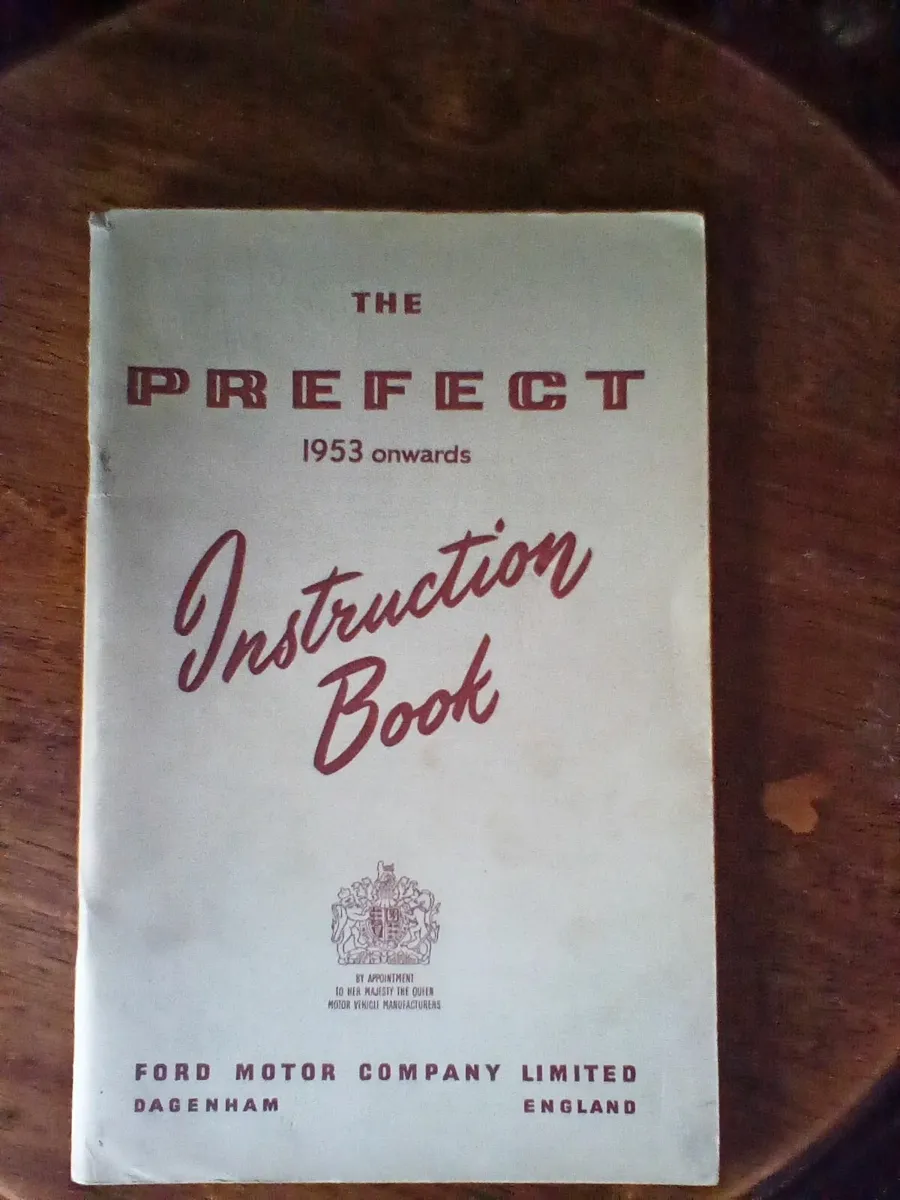 THE
PREFECT
1953 onwards
Instruction
Book
BY APPOINTMENT
TO HER MAJESTY THE QUEEN
MOTOR VEHICLE MANUFACTURERS
FORD MOTOR COMPANY LIMITED
DAGENHAM ENGLAND